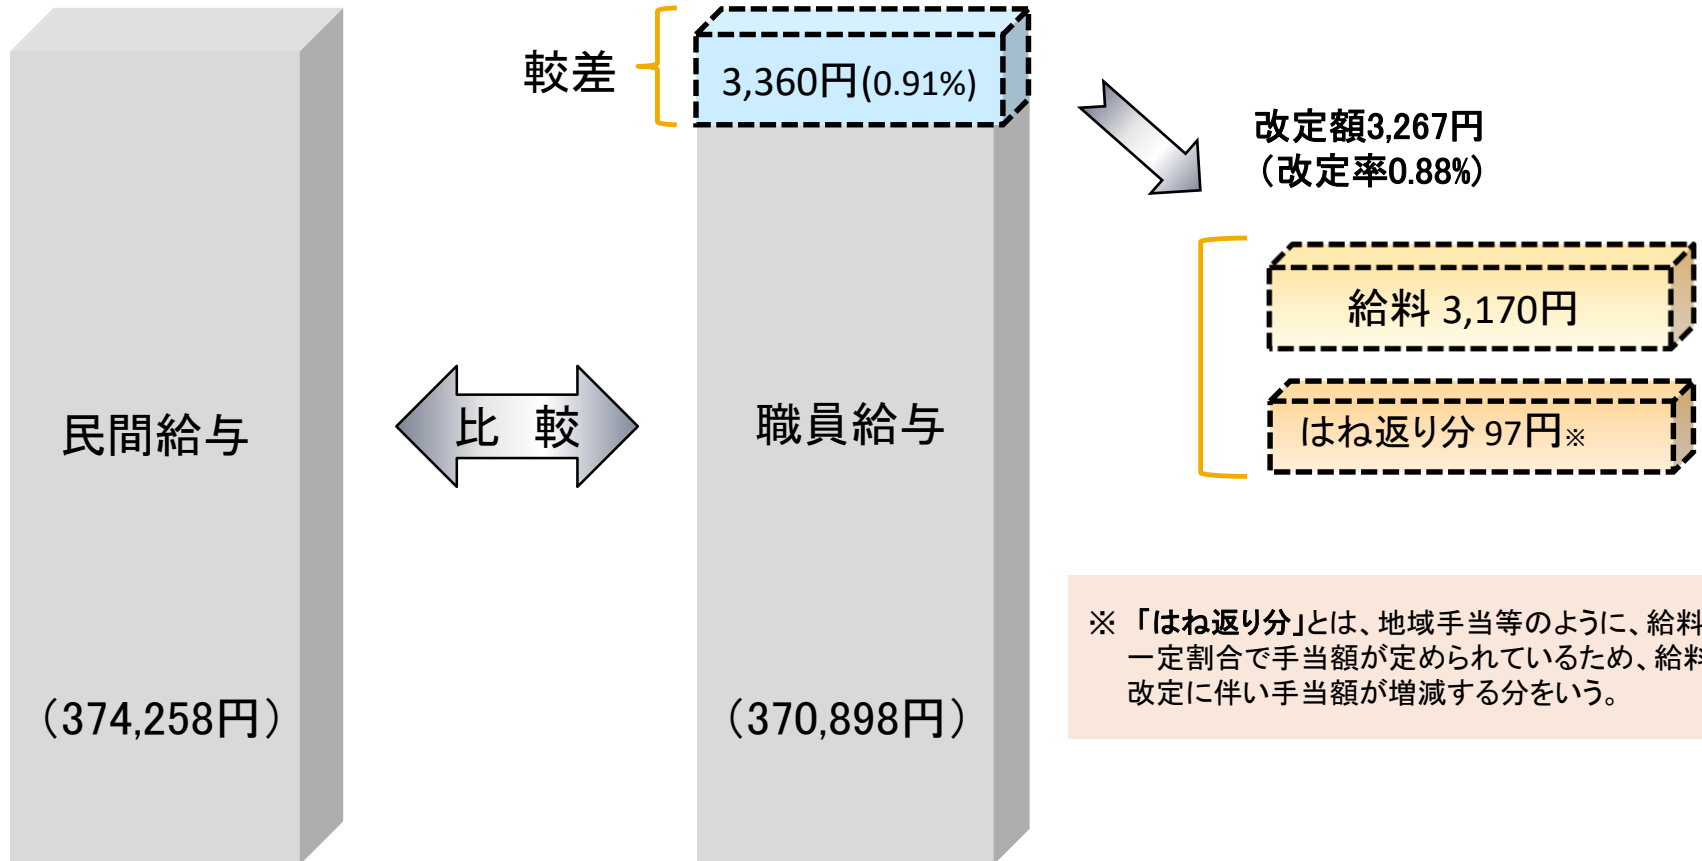 較差
3,360円(0.91%)
改定額3,267円
（改定率0.88%）
給料 3,170円
はね返り分 97円※
民間給与
比　較
職員給与
（374,258円）
（370,898円）
※ 「はね返り分」とは、地域手当等のように、給料
一定割合で手当額が定められているため、給料
改定に伴い手当額が増減する分をいう。